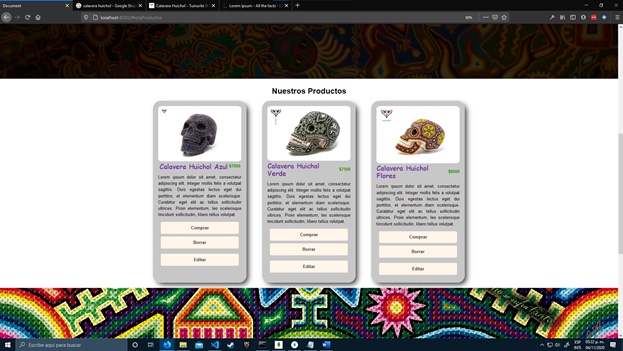 Document
calavera huichol - Google Sho
Calavera Huichol - Tumurite
Lorem Ipsum - All the facts - L
localhost:4200/#listaProductos
80%
Nuestros Productos
Calavera Huichol Azul $7000
Lorem ipsum dolor sit amet, consectetur
adipiscing elit. Integer mollis felis a volutpat
sagittis. Duis egestas lectus eget dui
porttitor, et elementum diam scelerisque.
Curabitur eget elit ac tellus sollicitudin
ultrices. Proin elementum, leo scelerisque
tincidunt sollicitudin, libero tellus volutpat.
Comprar
Borrar
Editar
Calavera Huichol
Verde
$7500
Lorem ipsum dolor sit amet, consectetur
adipiscing elit. Integer mollis felis a volutpat
sagittis. Duis egestas lectus eget dui
porttitor, et elementum diam scelerisque.
Curabitur eget elit ac tellus sollicitudin
ultrices. Proin elementum, leo scelerisque
tincidunt sollicitudin, libero tellus volutpat.
Comprar
Borrar
Editar
Calavera Huichol
Flores
$8000
Lorem ipsum dolor sit amet, consectetur
adipiscing elit. Integer mollis felis a volutpat
sagittis. Duis egestas lectus eget dui
porttitor, et elementum diam scelerisque.
Curabitur eget elit ac tellus sollicitudin
ultrices. Proin elementum, leo scelerisque
tincidunt sollicitudin, libero tellus volutpat.
Comprar
Borrar
Editar
Escribe aquí para buscar
ESP
INTL
03:22 p. m.
04/11/2020